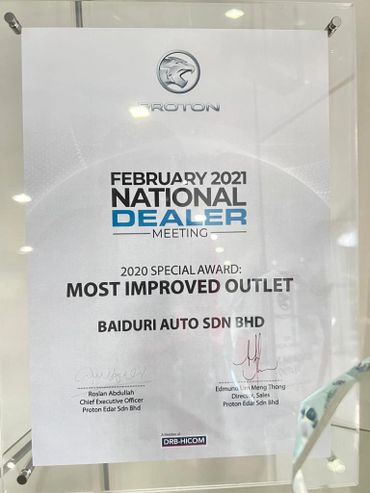 PROTON
FEBRUARY 2021
NATIONAL
DEALER
MEETING
2020 SPECIAL AWARD:
MOST IMPROVED OUTLET
BAIDURI AUTO SDN BHD
Roslan Abdullah
Chief Executive Officer
Proton Edar Sdn Bhd
Edmund Lim Meng Thong
Director, Sales
Proton Edar Sdn Bhd
A Member of
DRB-HICOM